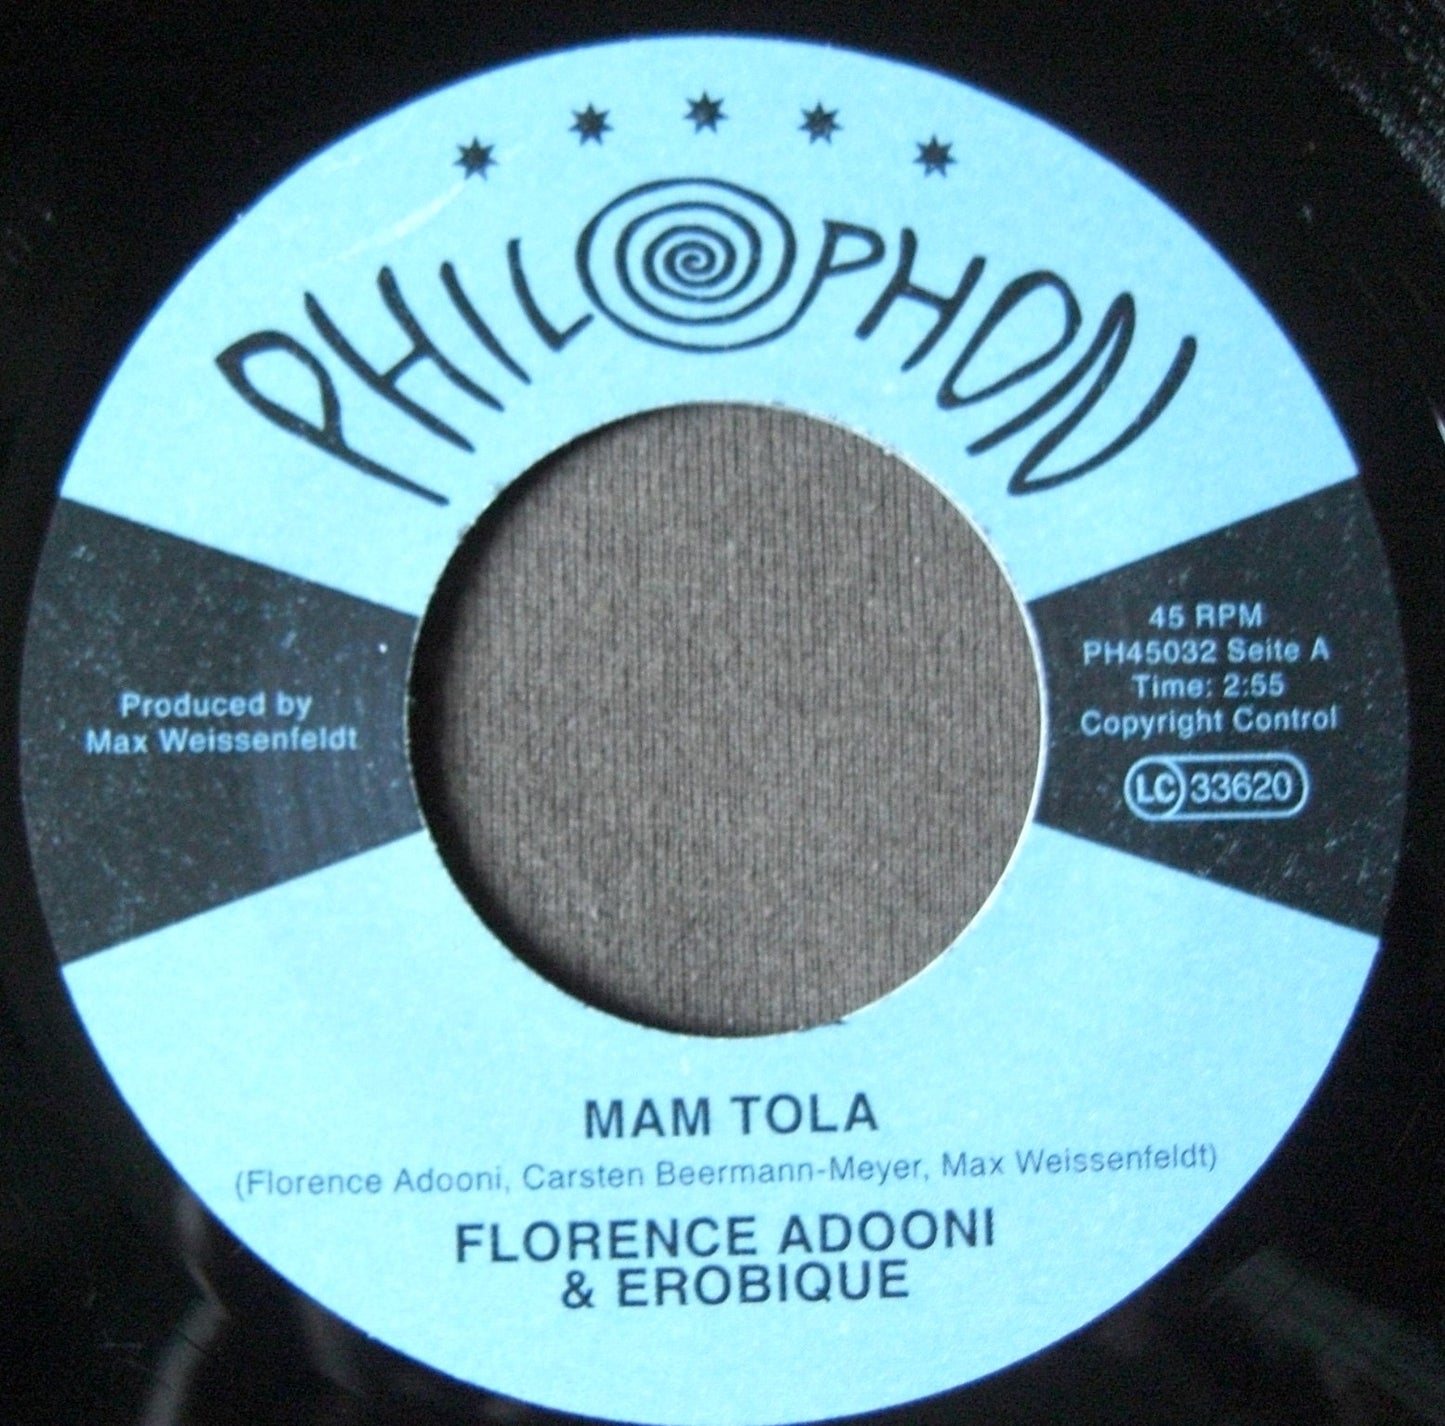 PHILOPHON
Produced by
Max Weissenfeldt
45 RPM
PH45032 Seite A
Time: 2:55
Copyright Control
LC 33620
MAM TOLA
(Florence Adooni, Carsten Beermann-Meyer, Max Weissenfeldt)
FLORENCE ADOONI
& EROBIQUE